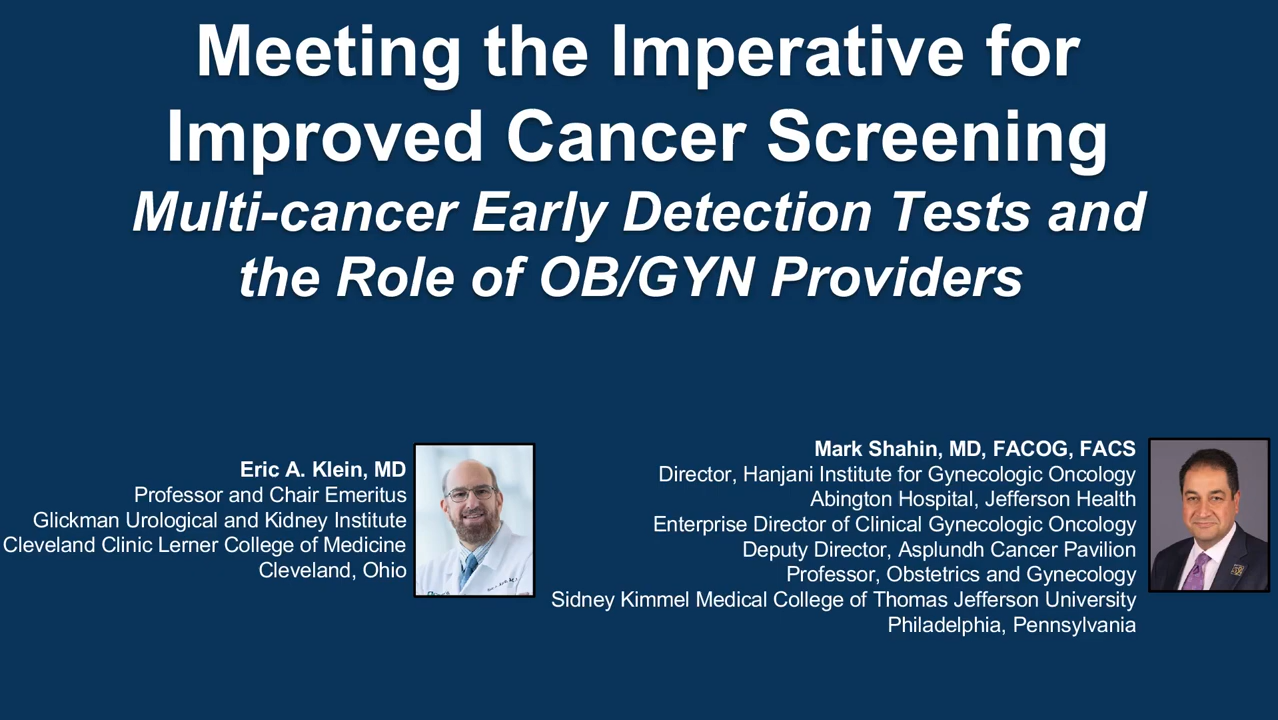 Meeting the Imperative for
Improved Cancer Screening
Multi-cancer Early Detection Tests and
the Role of OB/GYN Providers
Eric A. Klein, MD
Professor and Chair Emeritus
Glickman Urological and Kidney Institute
Cleveland Clinic Lerner College of Medicine
Cleveland, Ohio
Mark Shahin, MD, FACOG, FACS
Director, Hanjani Institute for Gynecologic Oncology
Abington Hospital, Jefferson Health
Enterprise Director of Clinical Gynecologic Oncology
Deputy Director, Asplundh Cancer Pavilion
Professor, Obstetrics and Gynecology
Sidney Kimmel Medical College of Thomas Jefferson University
Philadelphia, Pennsylvania